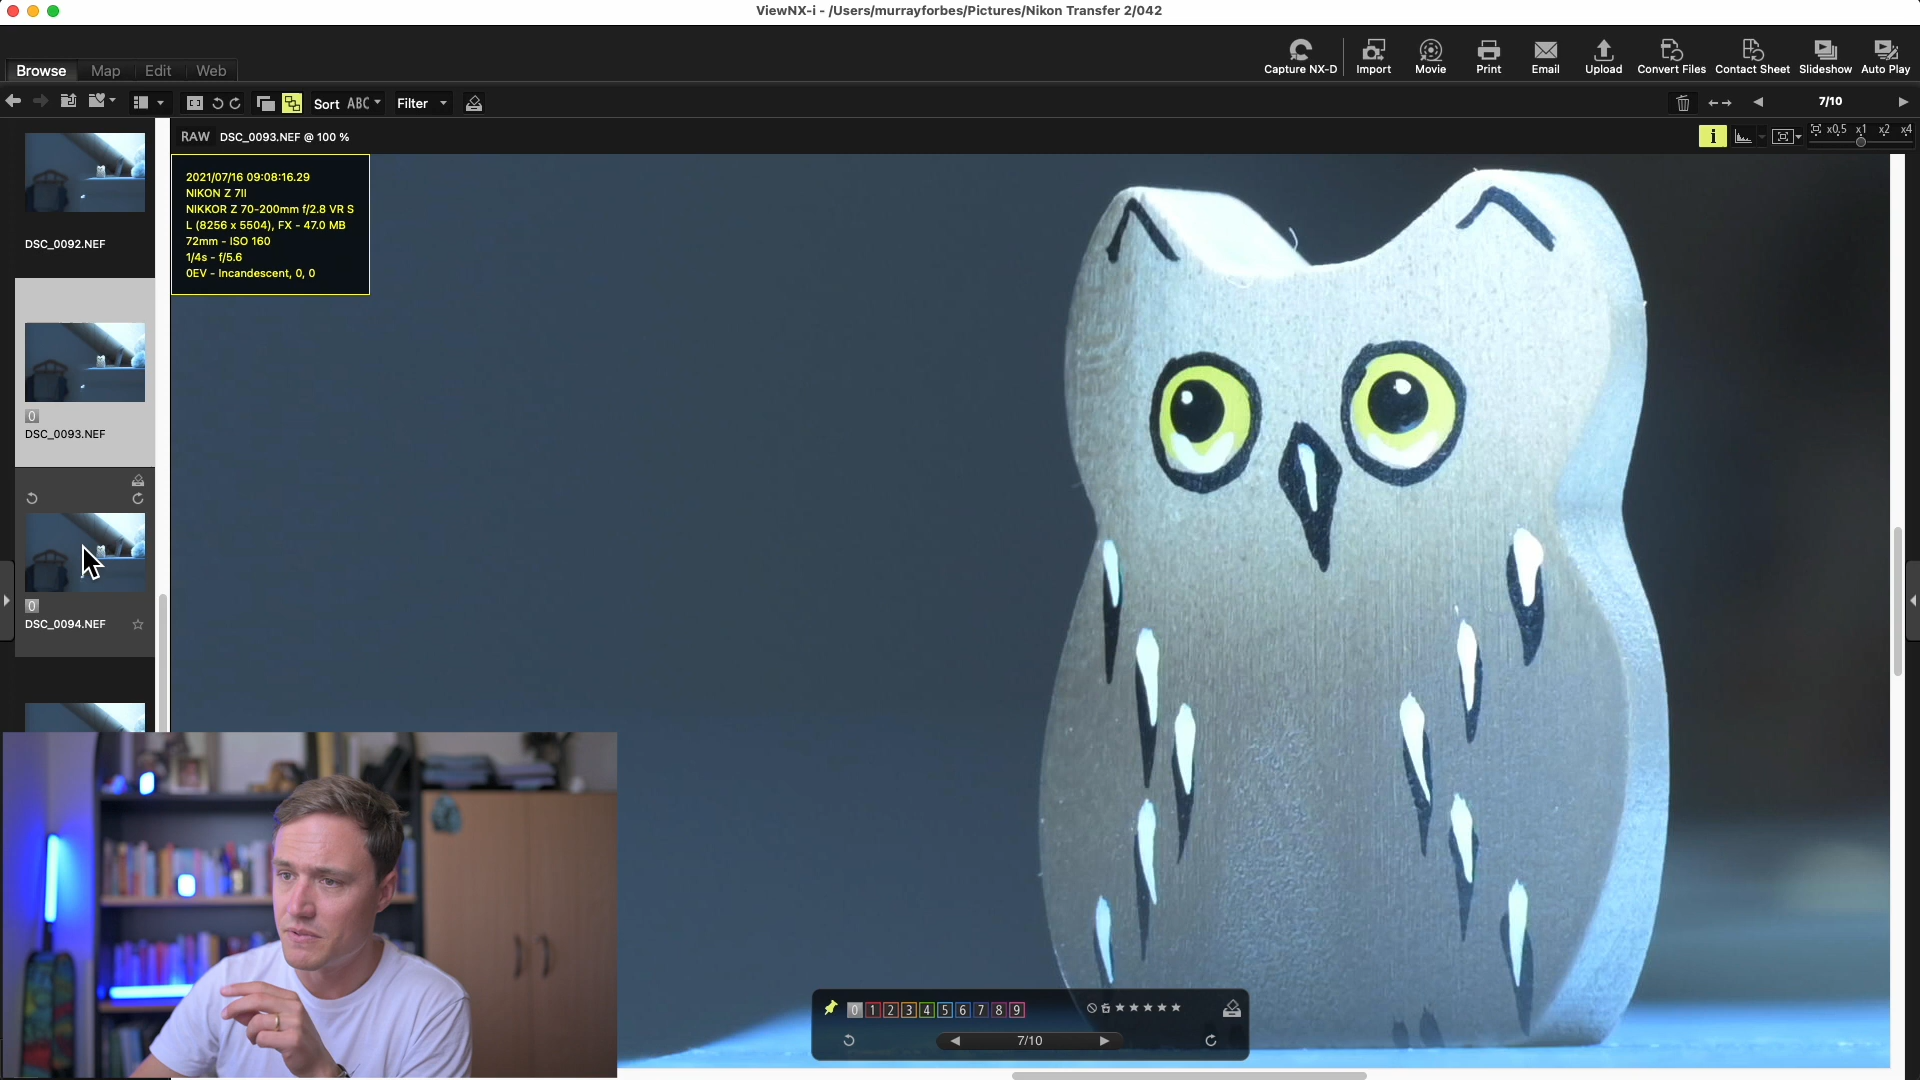 ViewNX-i - /Users/murrayforbes/Pictures/Nikon Transfer 2/042
Browse Map Edit Web
Capture NX-D Import Movie Print Email Upload Convert Files Contact Sheet Slideshow Auto Play
Sort ABC Filter 7/10
RAW DSC_0093.NEF @ 100 %
i x0,5 x1 x2 x4
2021/07/16 09:08:16.29
NIKON Z 7II
NIKKOR Z 70-200mm f/2.8 VR S
L (8256 x 5504), FX - 47.0 MB
72mm - ISO 160
1/4s - f/5.6
0EV - Incandescent, 0, 0
DSC_0092.NEF
0
DSC_0093.NEF
0
DSC_0094.NEF
0 1 2 3 4 5 6 7 8 9
7/10